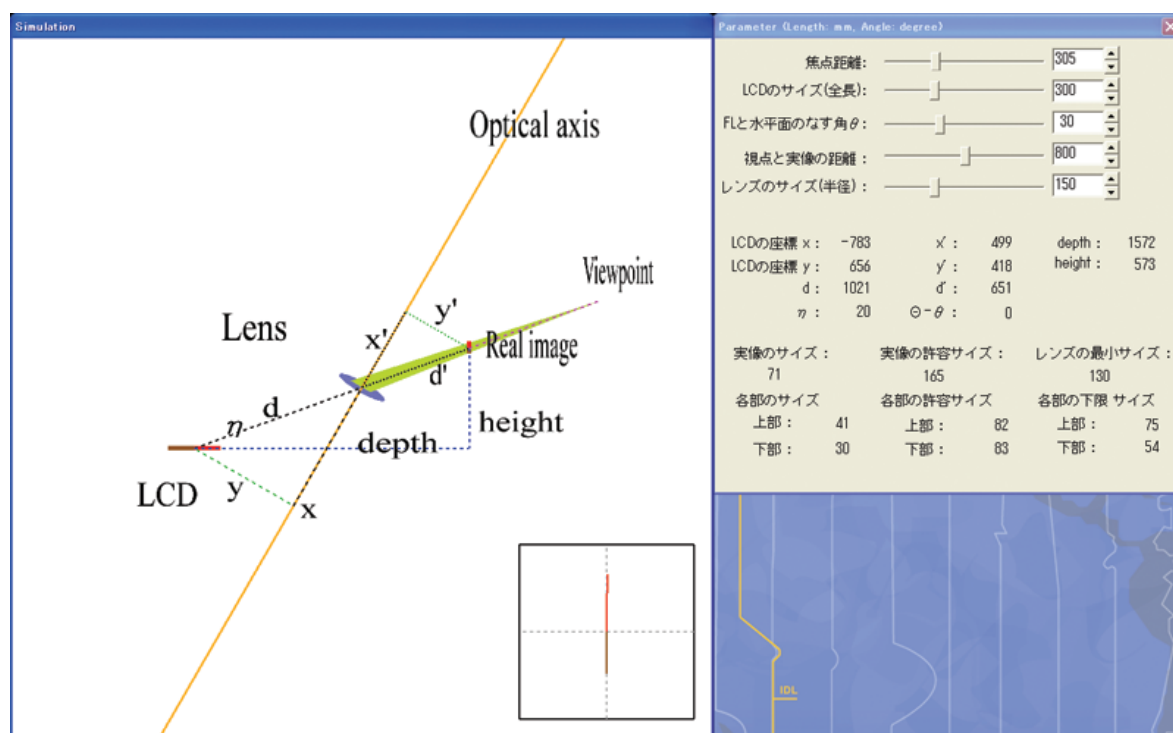 Simulation
Optical axis
Viewpoint
y'
Lens
x'
Real image
d'
d
η
height
depth
LCD
y
x
Parameter (Length: mm, Angle: degree)
焦点距離: 305
LCDのサイズ(全長): 300
FLと水平面のなす角θ: 30
視点と実像の距離: 800
レンズのサイズ(半径): 150
LCDの座標 x: -783 x': 499 depth: 1572
LCDの座標 y: 656 y': 418 height: 573
d: 1021 d': 651
η: 20 Θ-θ: 0
実像のサイズ: 実像の許容サイズ: レンズの最小サイズ:
71 165 130
各部のサイズ 各部の許容サイズ 各部の下限 サイズ
上部: 41 上部: 82 上部: 75
下部: 30 下部: 83 下部: 54
IDL